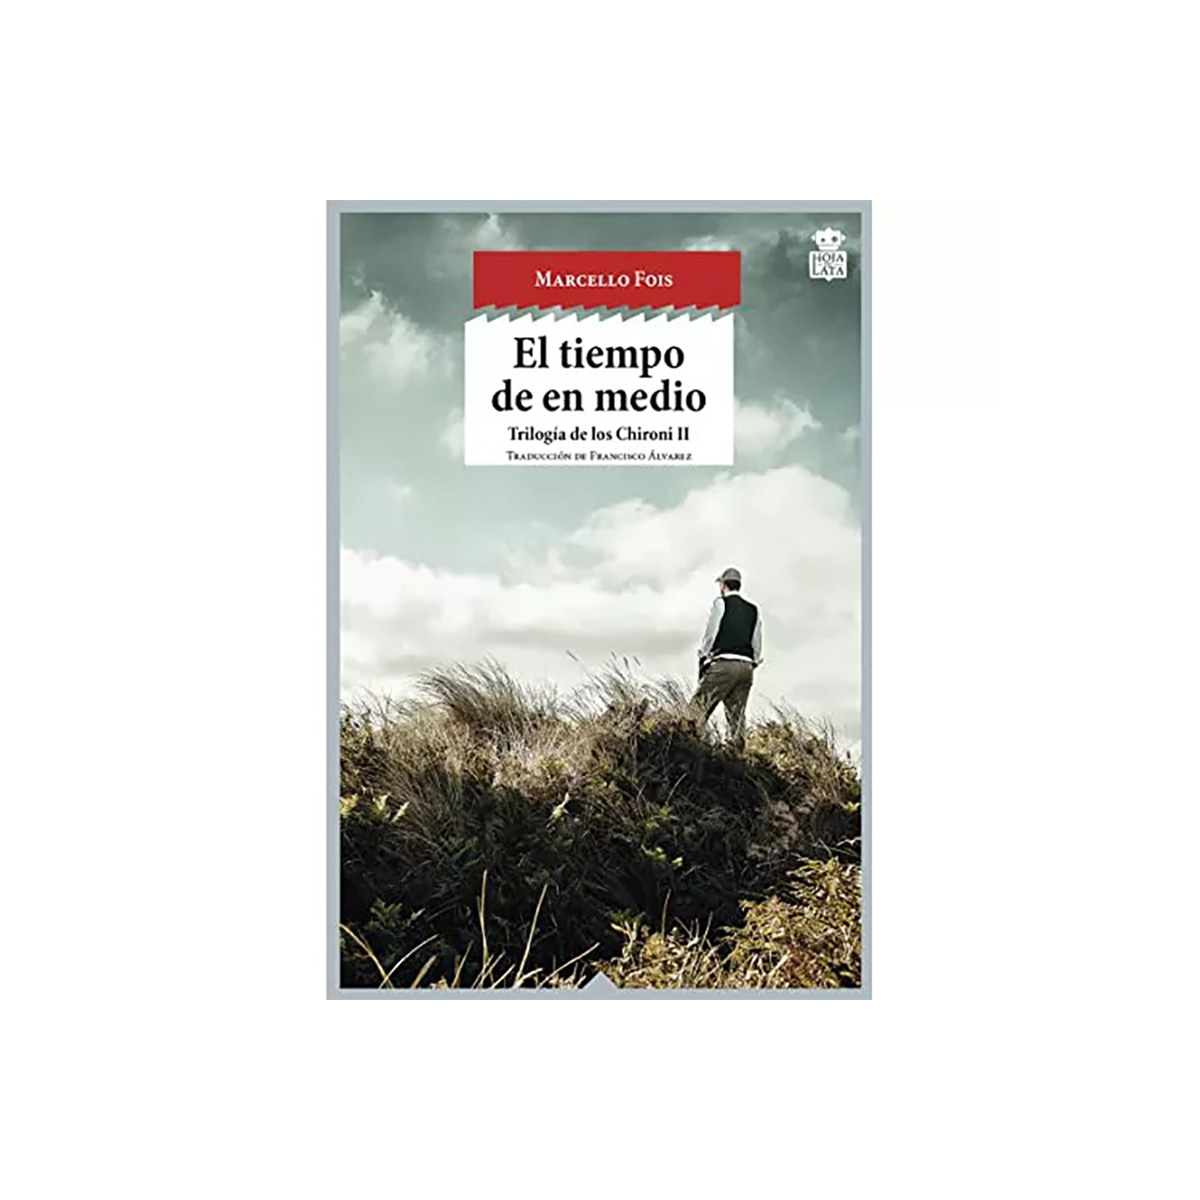 HOJA
DE
LATA
MARCELLO FOIS
El tiempo
de en medio
Trilogía de los Chironi II
TRADUCCIÓN DE FRANCISCO ÁLVAREZ